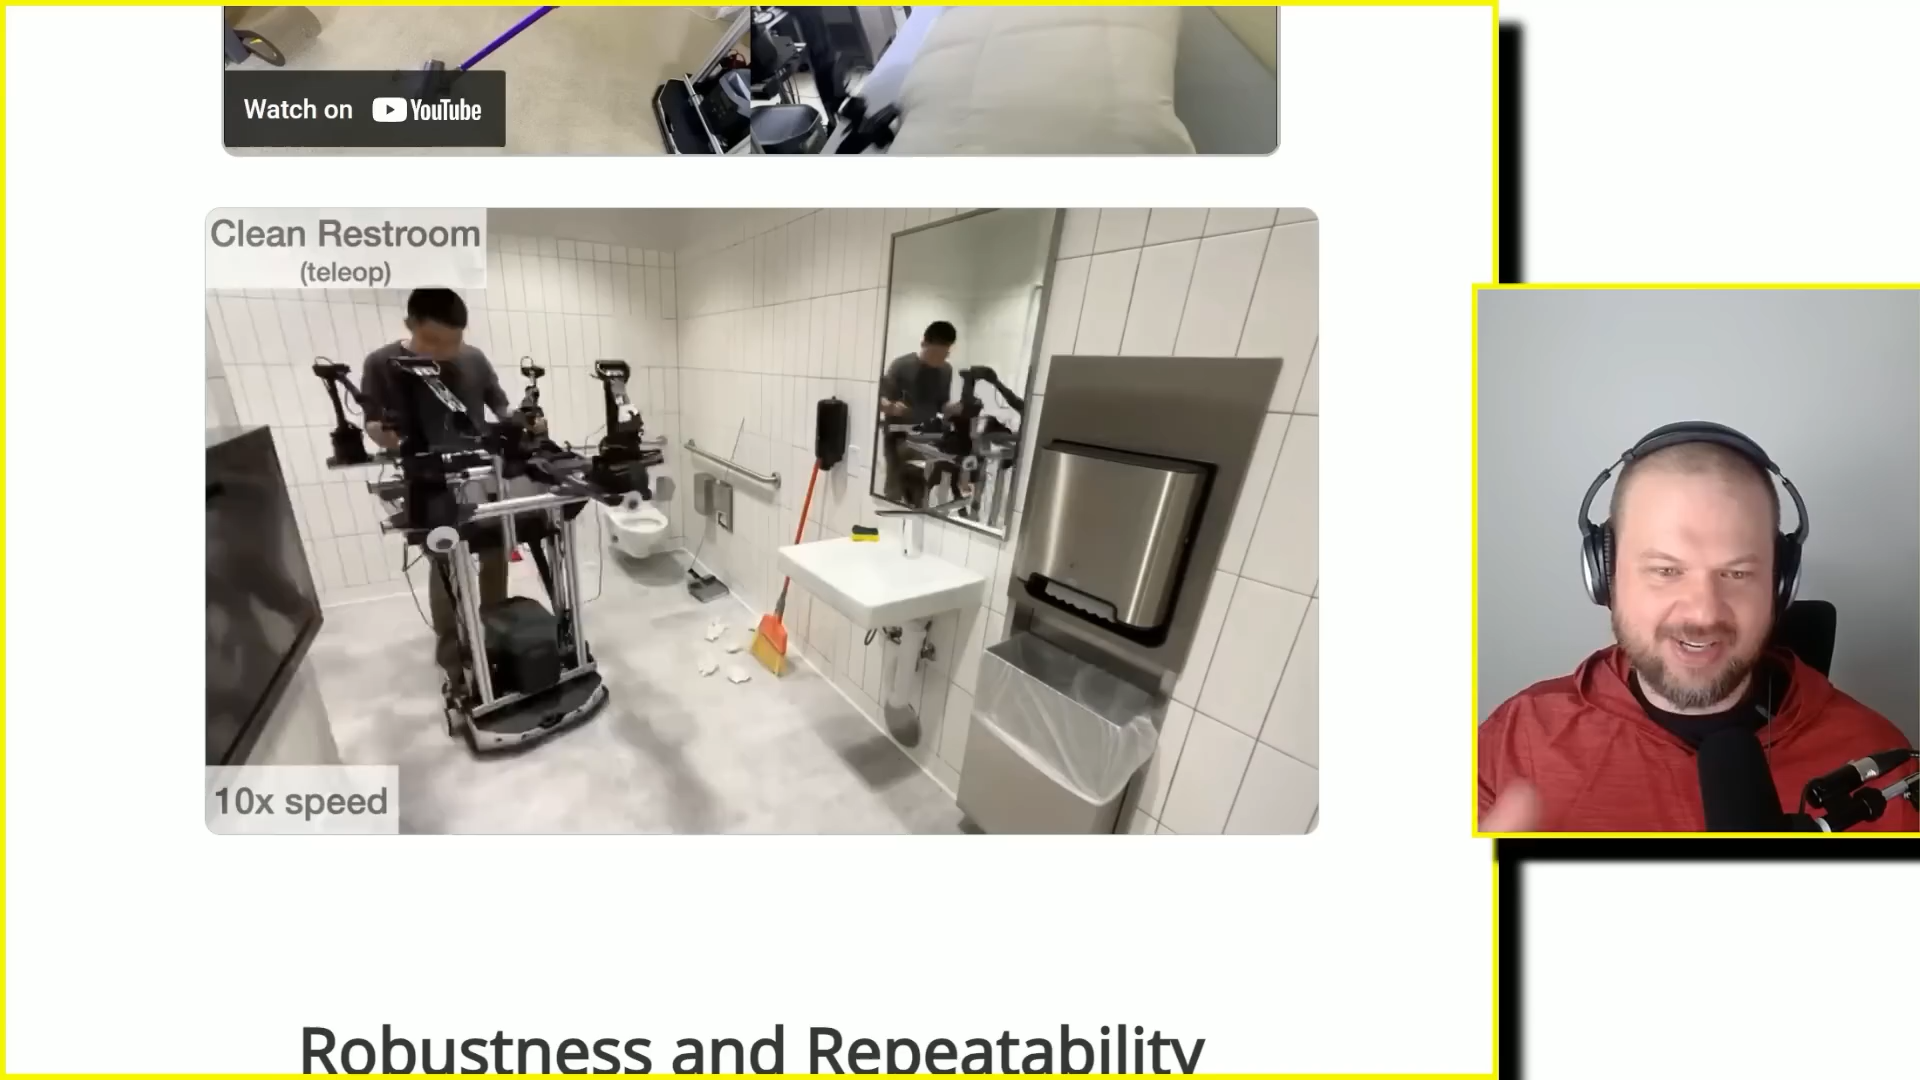 Watch on YouTube
Clean Restroom
(teleop)
10x speed
Robustness and Repeatability